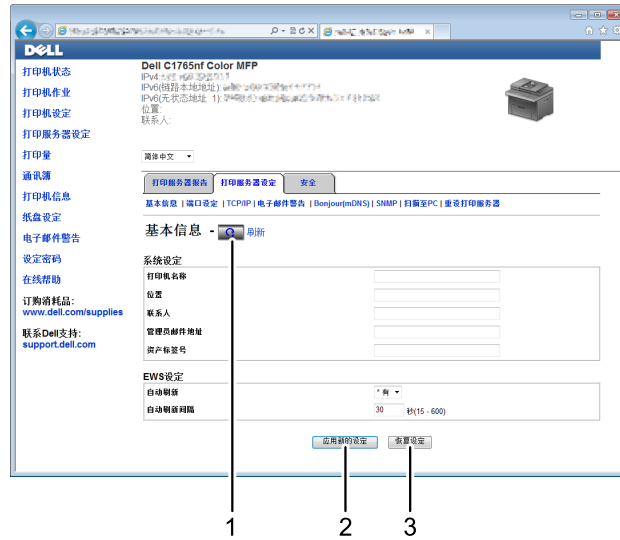 DELL
打印机状态
打印机作业
打印机设定
打印服务器设定
打印量
通讯簿
打印机信息
纸盘设定
电子邮件警告
设定密码
在线帮助
订购消耗品:
www.dell.com/supplies
联系Dell支持:
support.dell.com
Dell C1765nf Color MFP
IPv4:
IPv6(链路本地地址):
IPv6(无状态地址 1):
位置:
联系人:
简体中文
打印服务器报告 打印服务器设定 安全
基本信息 | 端口设定 | TCP/IP | 电子邮件警告 | Bonjour(mDNS) | SNMP | 扫描至PC | 重设打印服务器
基本信息 - 刷新
系统设定
打印机名称
位置
联系人
管理员邮件地址
资产标签号
EWS设定
自动刷新 * 有
自动刷新间隔 30 秒(15 - 600)
应用新的设定 恢复设定
1 2 3